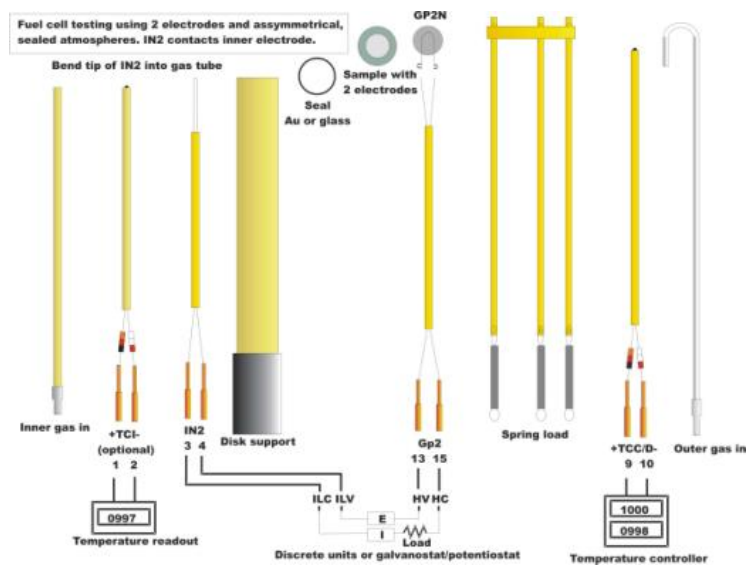 Fuel cell testing using 2 electrodes and assymmetrical,
sealed atmospheres. IN2 contacts inner electrode.
GP2N
Bend tip of IN2 into gas tube
Sample with
2 electrodes
Seal
Au or glass
Inner gas in
+TCI-
(optional)
1 2
IN2
3 4
Disk support
Gp2
13 15
Spring load
+TCC/D-
9 10
Outer gas in
ILC ILV
HV HC
E
I
Load
0997
Temperature readout
Discrete units or galvanostat/potentiostat
1000
0998
Temperature controller